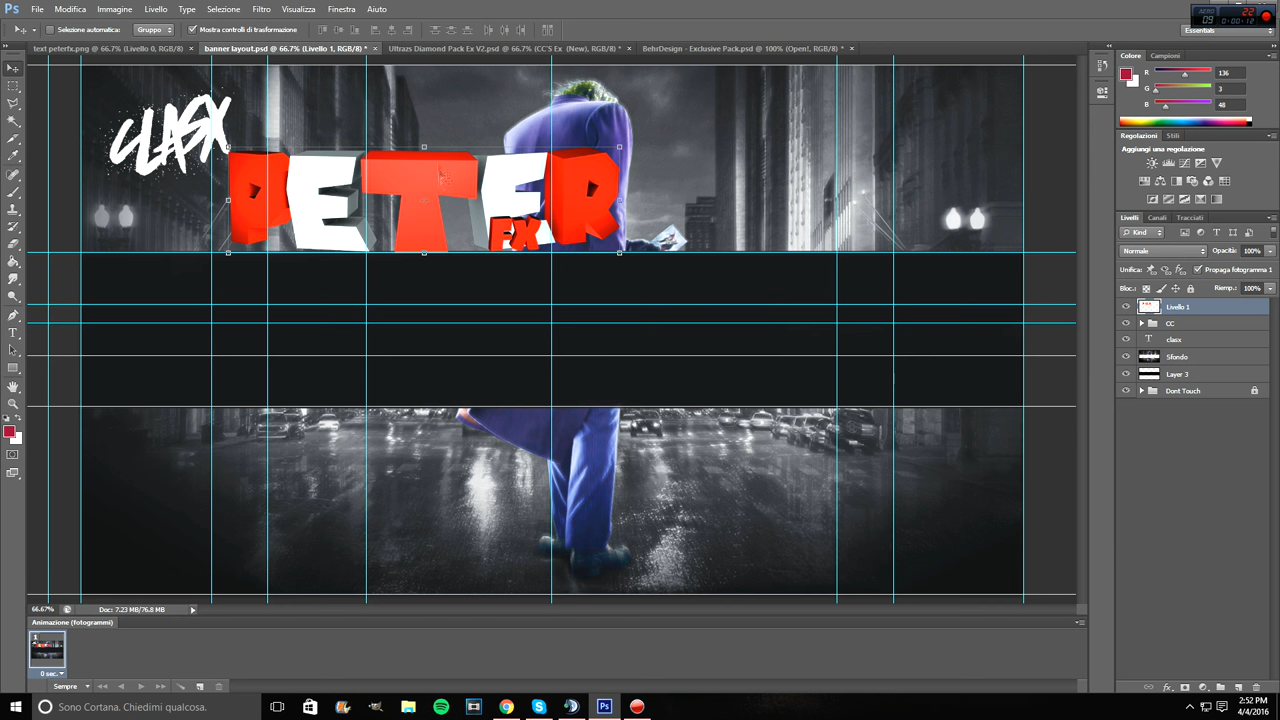 Ps File Modifica Immagine Livello Type Selezione Filtro Visualizza Finestra Aiuto
AERO 09 22 0:00:12
Selezione automatica: Gruppo Mostra controlli di trasformazione Essentials
text peterfx.png @ 66.7% (Livello 0, RGB/8) × banner layout.psd @ 66.7% (Livello 1, RGB/8) * × Ultrazs Diamond Pack Ex V2.psd @ 66.7% (CC'S Ex (New), RGB/8) * × BehrDesign - Exclusive Pack.psd @ 100% (Open!, RGB/8) * ×
Colore Campioni
R 136
G 3
B 48
Regolazioni Stili
Aggiungi una regolazione
Livelli Canali Tracciati
Kind
Normale Opacità: 100%
Unifica: Propaga fotogramma 1
Bloc.: Riemp.: 100%
Livello 1
CC
clasx
Sfondo
Layer 3
Dont Touch
CLASX
PETER
FX
66.67% Doc: 7.23 MB/76.8 MB
Animazione (fotogrammi)
1
0 sec.
Sempre
Sono Cortana. Chiedimi qualcosa.
2:52 PM
4/4/2016